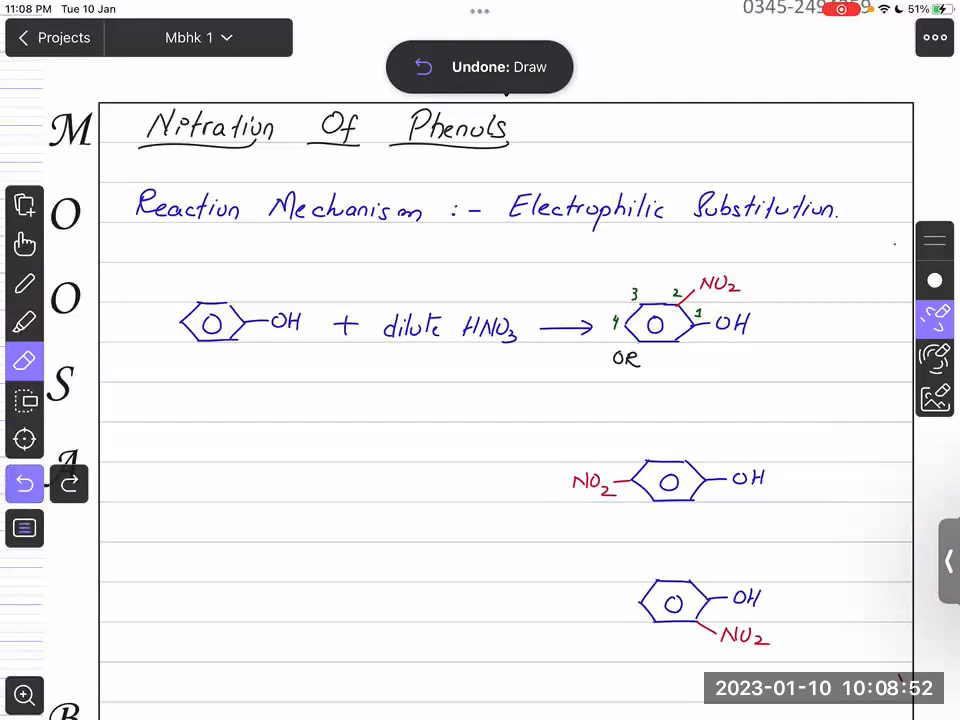 11:08 PM Tue 10 Jan
51%
Projects
Mbhk 1
Undone: Draw
Nitration Of Phenols
Reaction Mechanism :- Electrophilic Substitution.
OH + dilute HNO3 → 3 2 NO2 4 1 OH
OR
NO2 OH
OH
NO2
M
O
O
S
A
B
2023-01-10 10:08:52